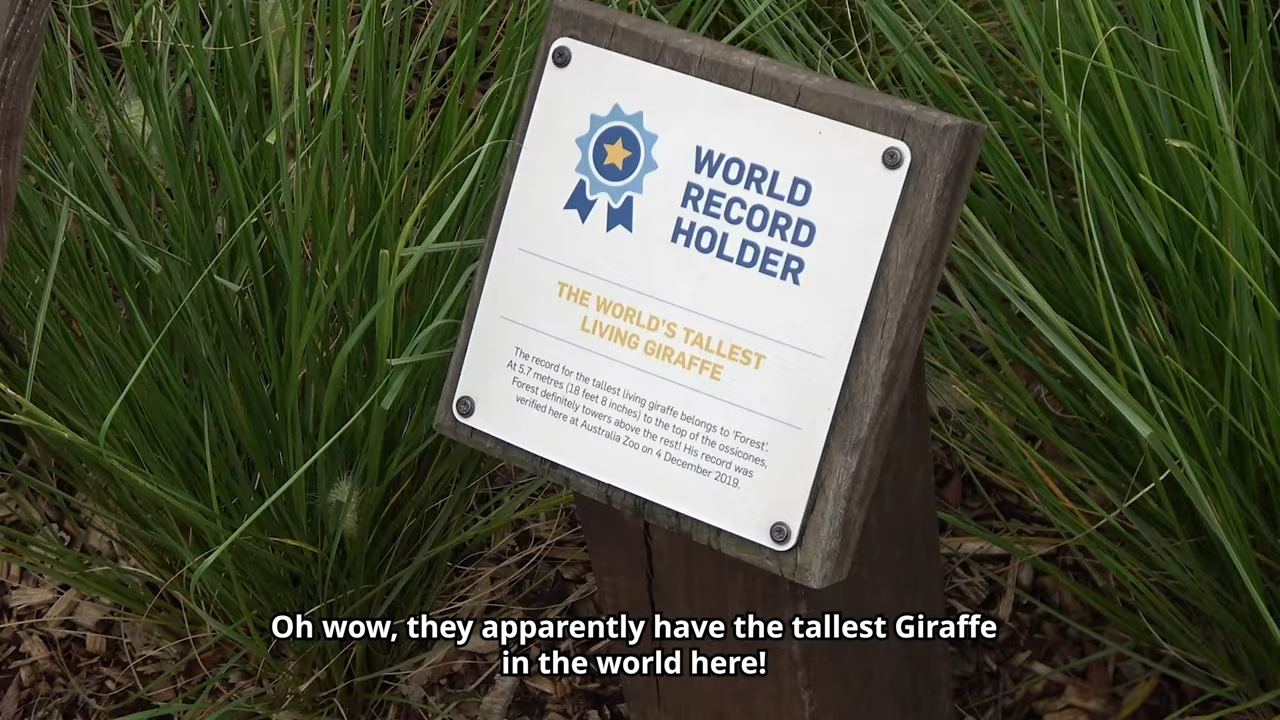 WORLD
RECORD
HOLDER
THE WORLD'S TALLEST
LIVING GIRAFFE
The record for the tallest living giraffe belongs to 'Forest'.
At 5.7 metres (18 feet 8 inches) to the top of the ossicones,
Forest definitely towers above the rest! His record was
verified here at Australia Zoo on 4 December 2019.
Oh wow, they apparently have the tallest Giraffe
in the world here!